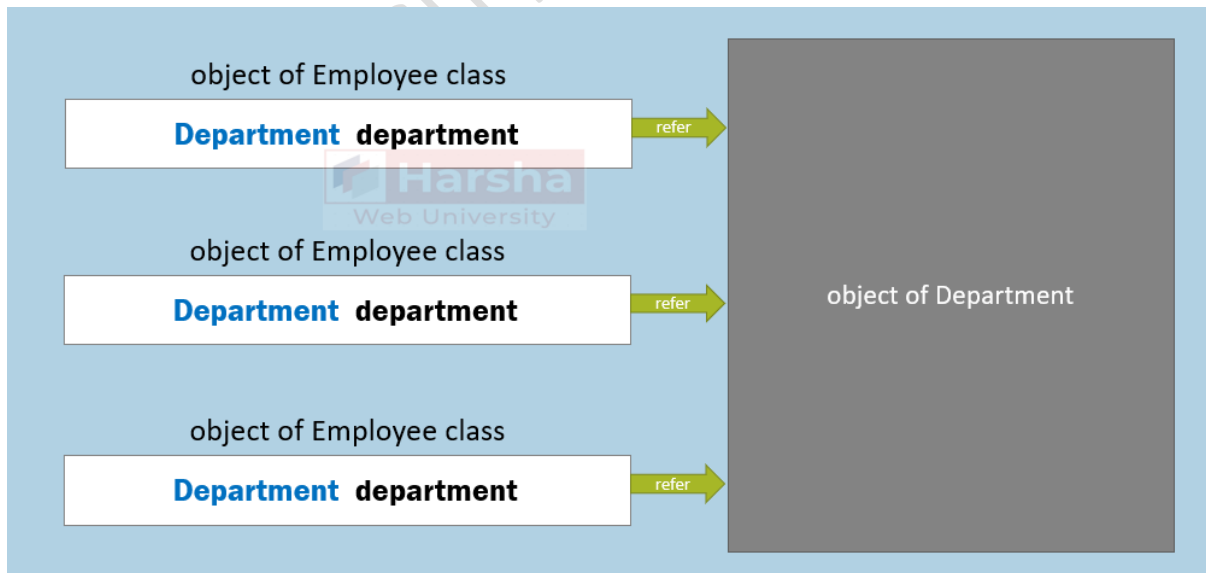 object of Employee class
Department department
refer
Harsha
Web University
object of Employee class
Department department
refer
object of Department
object of Employee class
Department department
refer